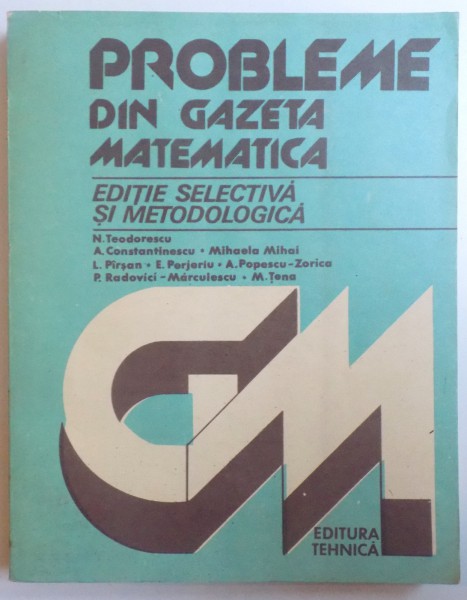 PROBLEME
DIN GAZETA
MATEMATICA
EDIȚIE SELECTIVĂ
ȘI METODOLOGICĂ
N. Teodorescu
A. Constantinescu • Mihaela Mihai
L. Pîrșan • E. Perjeriu • A. Popescu-Zorica
P. Radovici-Mărculescu • M. Țena
GM
EDITURA
TEHNICĂ